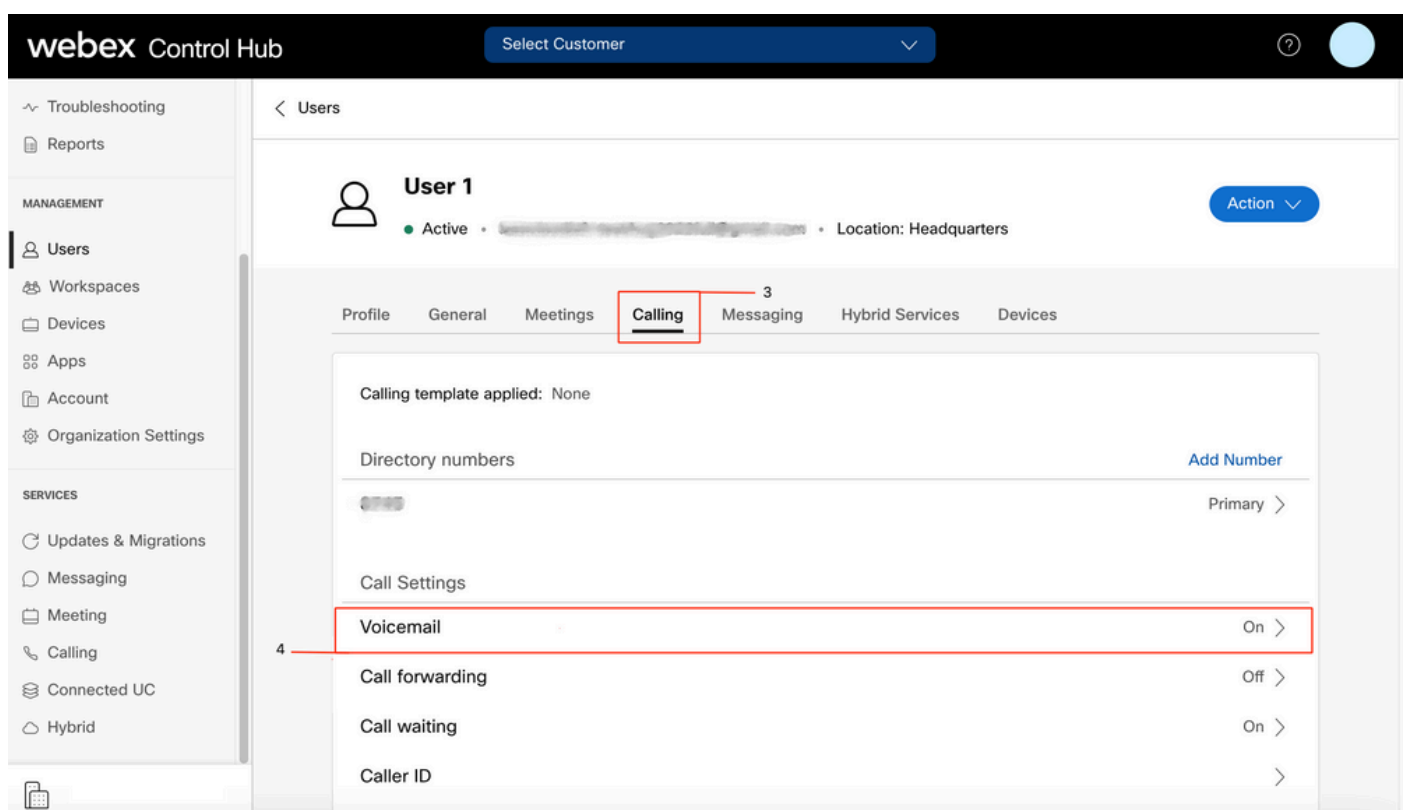 webex Control Hub
Select Customer
?
Troubleshooting
Reports
MANAGEMENT
Users
Workspaces
Devices
Apps
Account
Organization Settings
SERVICES
Updates & Migrations
Messaging
Meeting
Calling
Connected UC
Hybrid
Users
User 1
Active • • Location: Headquarters
Action
3
Profile General Meetings Calling Messaging Hybrid Services Devices
Calling template applied: None
Directory numbers Add Number
Primary
Call Settings
Voicemail On
4
Call forwarding Off
Call waiting On
Caller ID